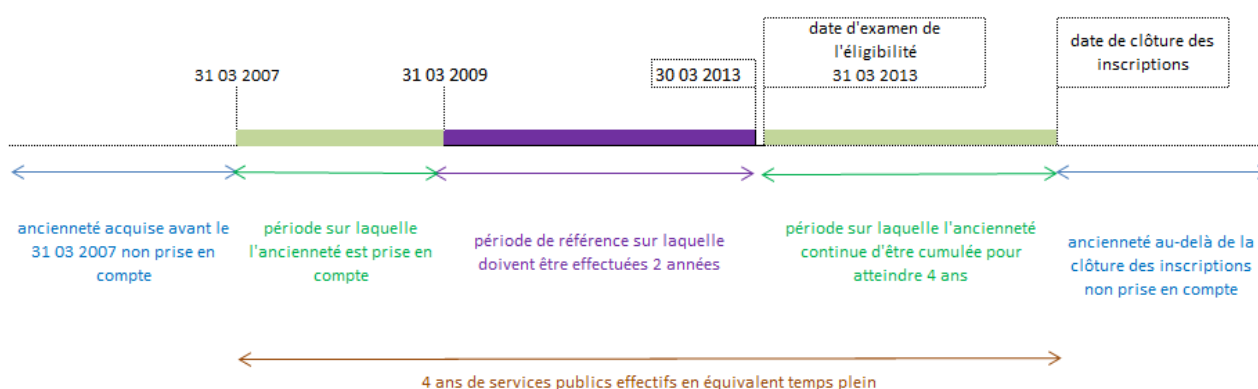 date d'examen de
l'éligibilité
31 03 2013
date de clôture des
inscriptions
31 03 2007
31 03 2009
30 03 2013
ancienneté acquise avant le
31 03 2007 non prise en
compte
période sur laquelle
l'ancienneté est prise en
compte
période de référence sur laquelle
doivent être effectuées 2 années
période sur laquelle l'ancienneté
continue d'être cumulée pour
atteindre 4 ans
ancienneté au-delà de la
clôture des inscriptions
non prise en compte
4 ans de services publics effectifs en équivalent temps plein